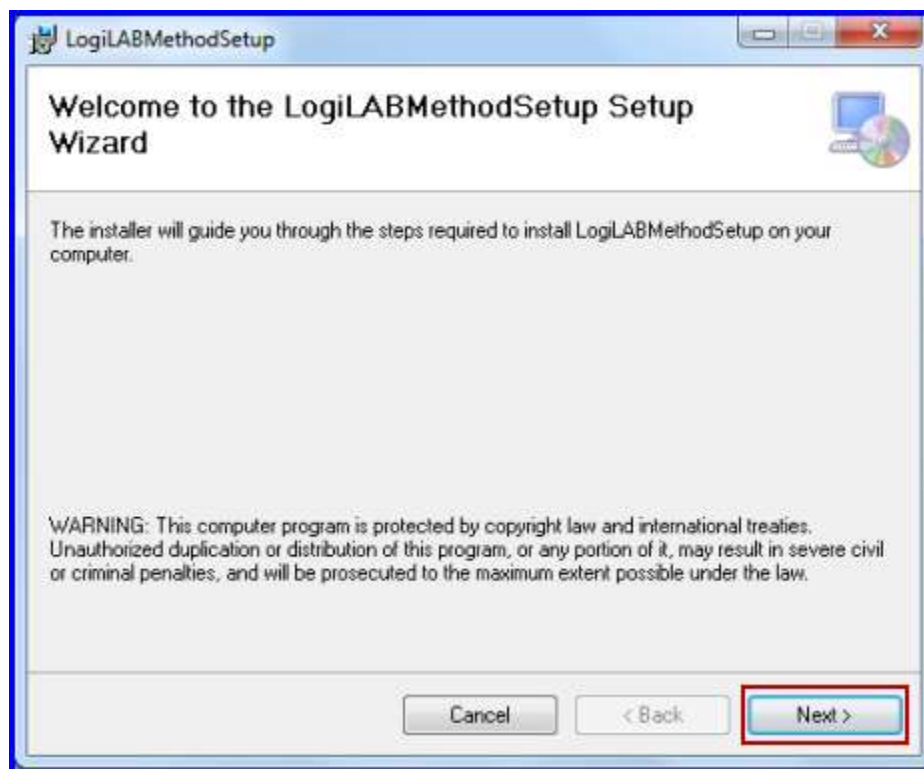 LogiLABMethodSetup
Welcome to the LogiLABMethodSetup Setup
Wizard
The installer will guide you through the steps required to install LogiLABMethodSetup on your
computer.
WARNING: This computer program is protected by copyright law and international treaties.
Unauthorized duplication or distribution of this program, or any portion of it, may result in severe civil
or criminal penalties, and will be prosecuted to the maximum extent possible under the law.
Cancel < Back Next >